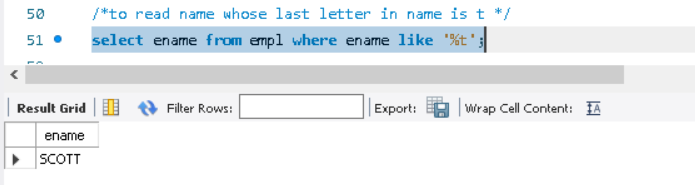 50 /*to read name whose last letter in name is t */
51 select ename from empl where ename like '%t';
Result Grid Filter Rows: Export: Wrap Cell Content: IA
ename
SCOTT